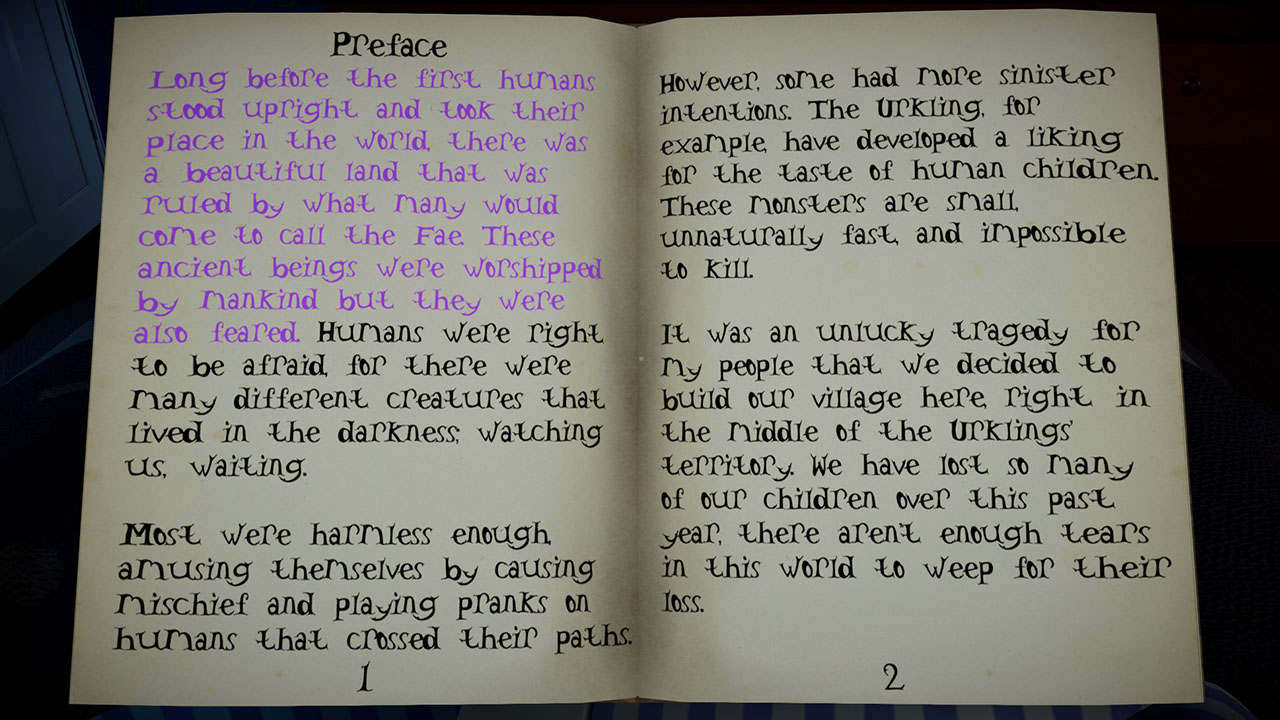 Preface
Long before the first humans
stood upright and took their
place in the world, there was
a beautiful land that was
ruled by what many would
come to call the Fae. These
ancient beings were worshipped
by mankind but they were
also feared. Humans were right
to be afraid, for there were
many different creatures that
lived in the darkness; watching
us, waiting.
Most were harmless enough,
amusing themselves by causing
mischief and playing pranks on
humans that crossed their paths.
1
However, some had more sinister
intentions. The Urkling, for
example, have developed a liking
for the taste of human children.
These monsters are small,
unnaturally fast, and impossible
to kill.
It was an unlucky tragedy for
my people that we decided to
build our village here, right in
the middle of the Urklings'
territory. We have lost so many
of our children over this past
year, there aren't enough tears
in this world to weep for their
loss.
2